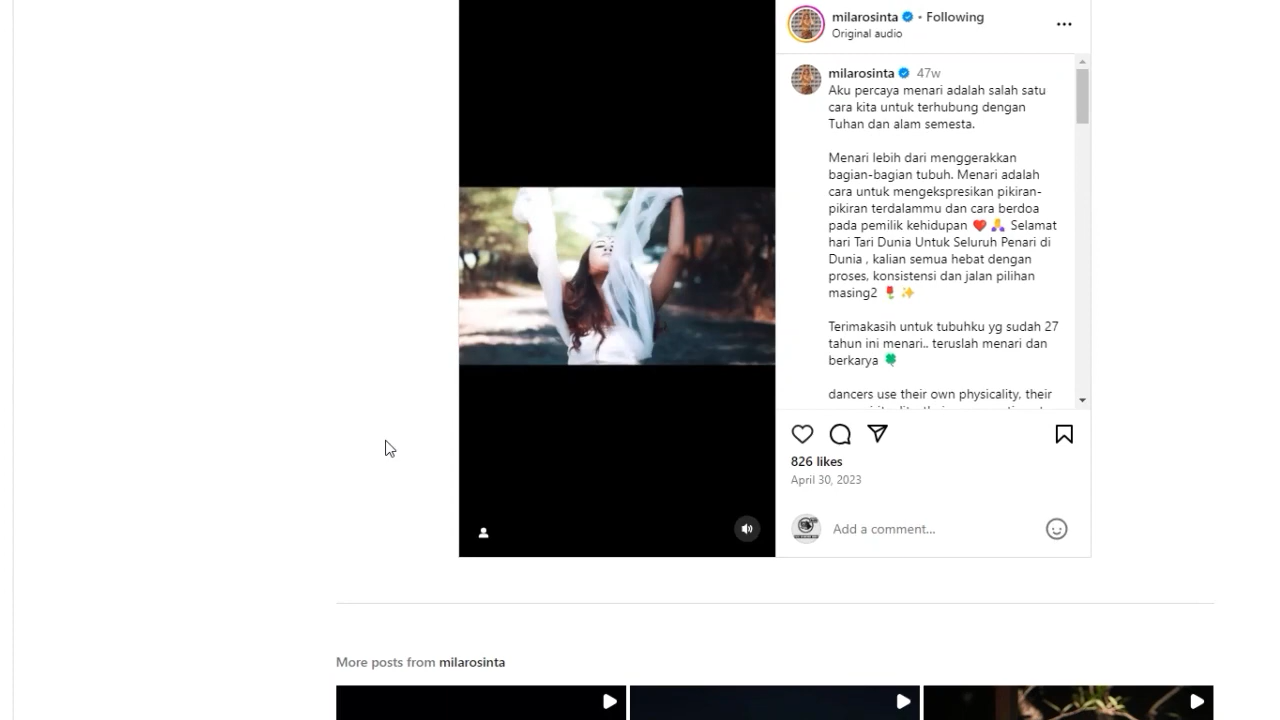 milarosinta • Following
Original audio
milarosinta 47w
Aku percaya menari adalah salah satu
cara kita untuk terhubung dengan
Tuhan dan alam semesta.
Menari lebih dari menggerakkan
bagian-bagian tubuh. Menari adalah
cara untuk mengekspresikan pikiran-
pikiran terdalammu dan cara berdoa
pada pemilik kehidupan ❤️ 🙏 Selamat
hari Tari Dunia Untuk Seluruh Penari di
Dunia , kalian semua hebat dengan
proses, konsistensi dan jalan pilihan
masing2 🌹 ✨
Terimakasih untuk tubuhku yg sudah 27
tahun ini menari.. teruslah menari dan
berkarya 🍀
dancers use their own physicality, their
826 likes
April 30, 2023
Add a comment...
More posts from milarosinta